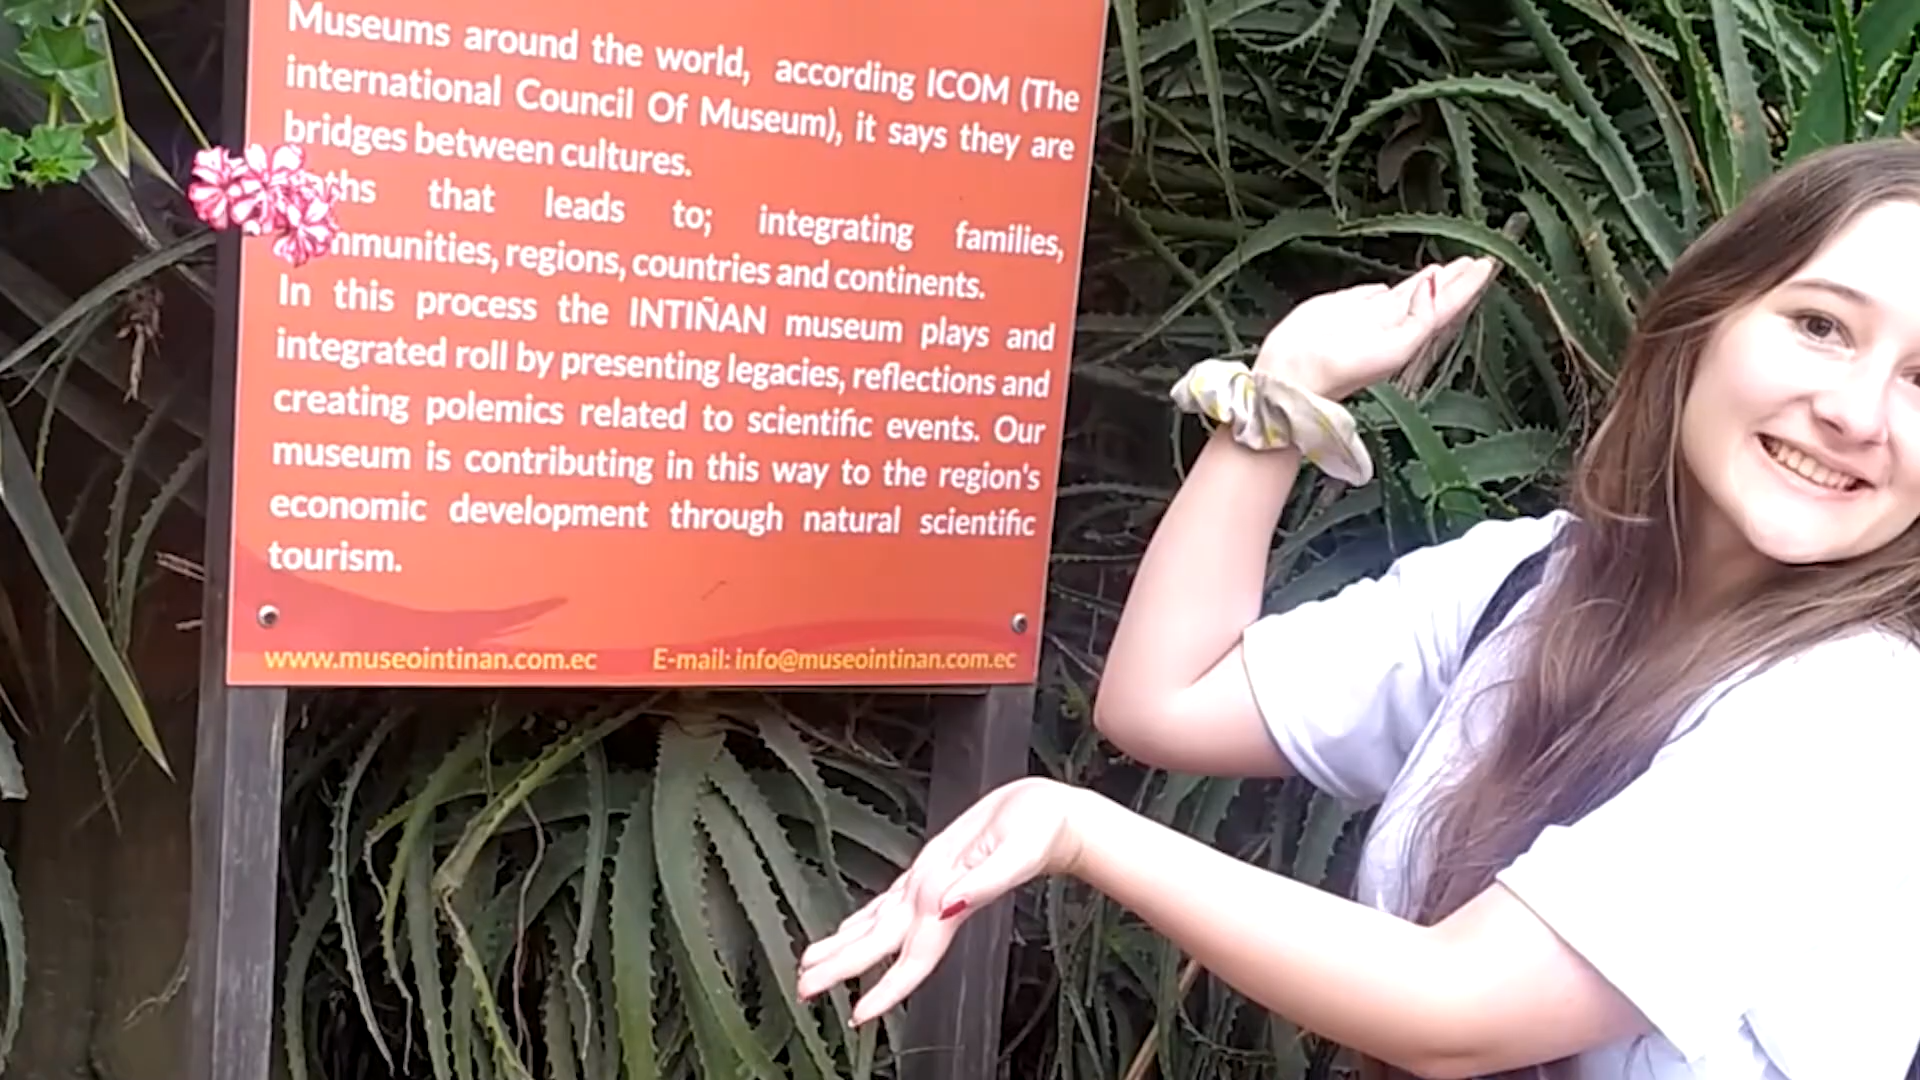 Museums around the world, according ICOM (The
international Council Of Museum), it says they are
bridges between cultures.
that leads to; integrating families,
regions, countries and continents.
In this process the INTIÑAN museum plays and
integrated roll by presenting legacies, reflections and
creating polemics related to scientific events. Our
museum is contributing in this way to the region's
economic development through natural scientific
tourism.
www.museointinan.com.ec E-mail: info@museointinan.com.ec